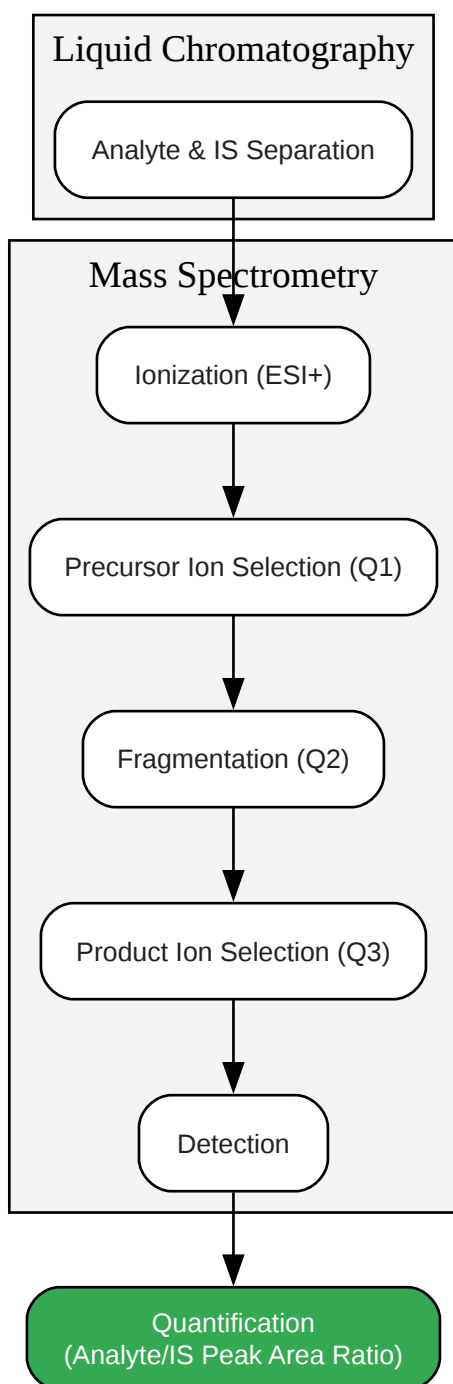 Liquid Chromatography
Analyte & IS Separation
Mass Spectrometry
Ionization (ESI+)
Precursor Ion Selection (Q1)
Fragmentation (Q2)
Product Ion Selection (Q3)
Detection
Quantification
(Analyte/IS Peak Area Ratio)